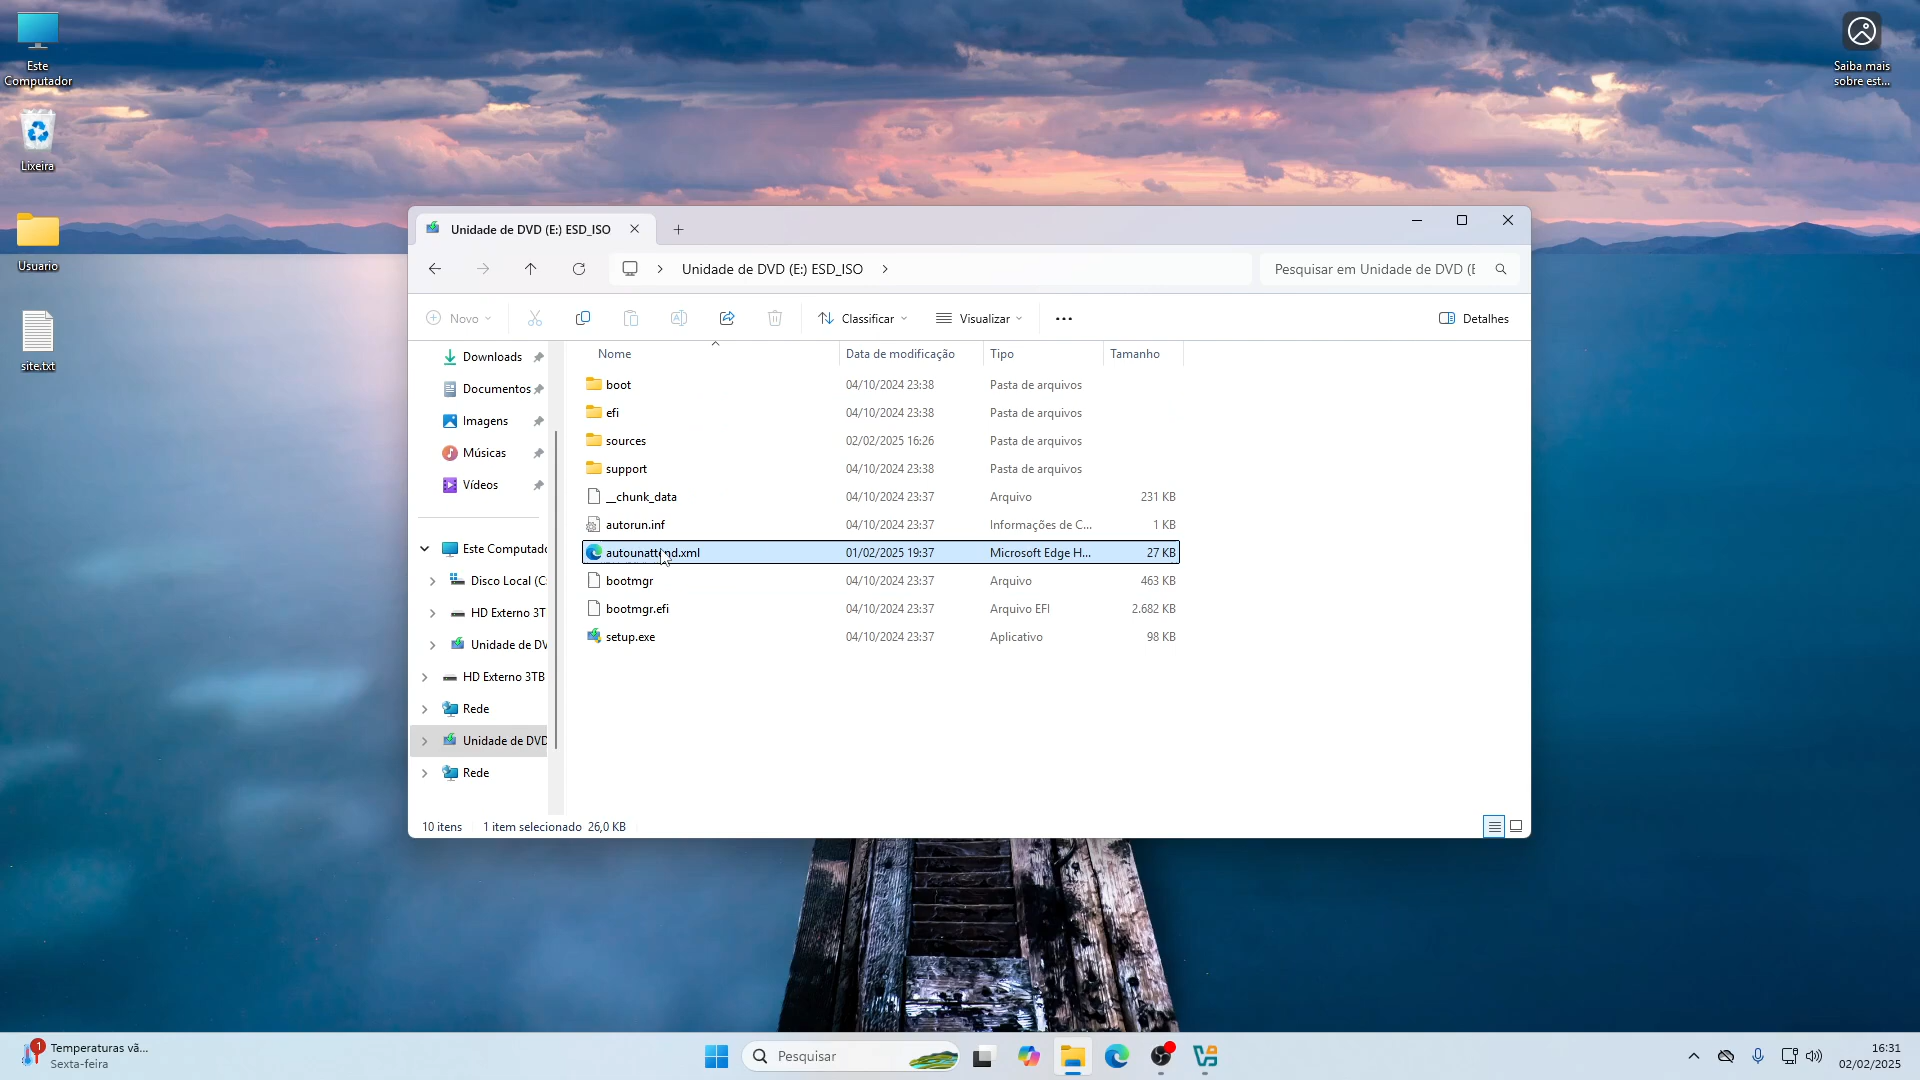 Este
Computador
Lixeira
Usuario
site.txt
Saiba mais
sobre est...
Unidade de DVD (E:) ESD_ISO
Unidade de DVD (E:) ESD_ISO
Pesquisar em Unidade de DVD (E
Novo
Classificar
Visualizar
Detalhes
Downloads
Documentos
Imagens
Músicas
Vídeos
Este Computado
Disco Local (C:
HD Externo 3T
Unidade de DV
HD Externo 3TB
Rede
Unidade de DVD
Rede
Nome Data de modificação Tipo Tamanho
boot 04/10/2024 23:38 Pasta de arquivos
efi 04/10/2024 23:38 Pasta de arquivos
sources 02/02/2025 16:26 Pasta de arquivos
support 04/10/2024 23:38 Pasta de arquivos
__chunk_data 04/10/2024 23:37 Arquivo 231 KB
autorun.inf 04/10/2024 23:37 Informações de C... 1 KB
autounattend.xml 01/02/2025 19:37 Microsoft Edge H... 27 KB
bootmgr 04/10/2024 23:37 Arquivo 463 KB
bootmgr.efi 04/10/2024 23:37 Arquivo EFI 2.682 KB
setup.exe 04/10/2024 23:37 Aplicativo 98 KB
10 itens 1 item selecionado 26,0 KB
1
Temperaturas vã...
Sexta-feira
Pesquisar
16:31
02/02/2025